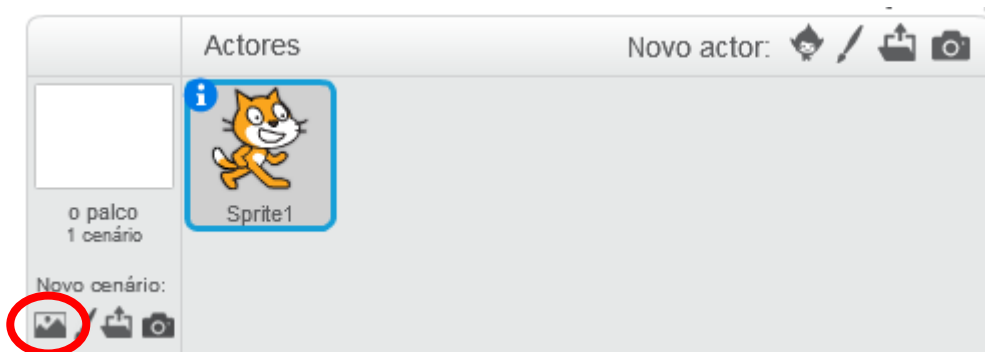 Actores
Novo actor:
i
Sprite1
o palco
1 cenário
Novo cenário: